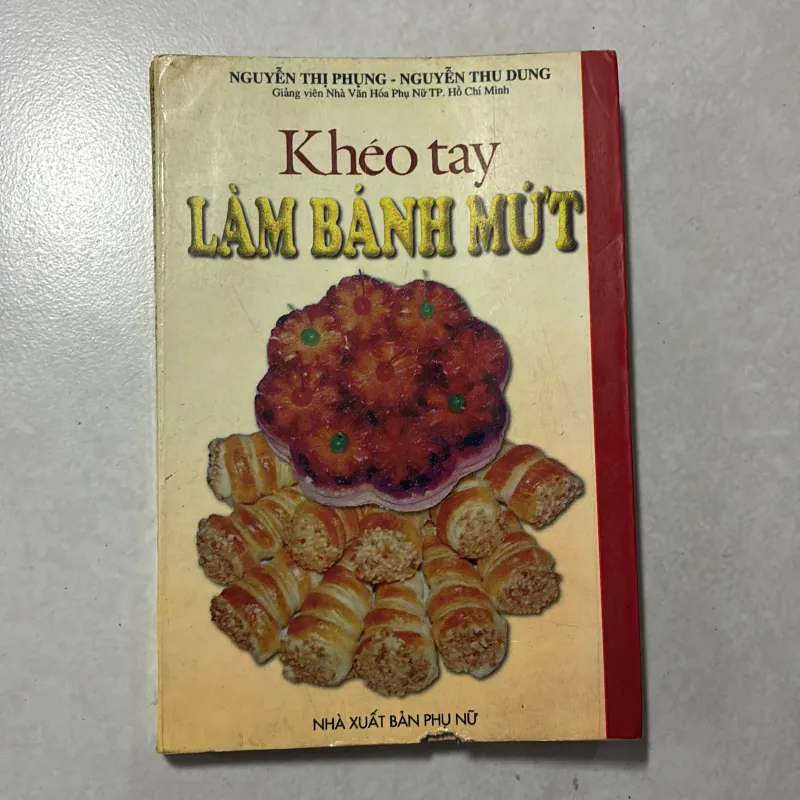 NGUYỄN THỊ PHỤNG - NGUYỄN THU DUNG
Giảng viên Nhà Văn Hóa Phụ Nữ TP. Hồ Chí Minh
Khéo tay
LÀM BÁNH MỨT
NHÀ XUẤT BẢN PHỤ NỮ